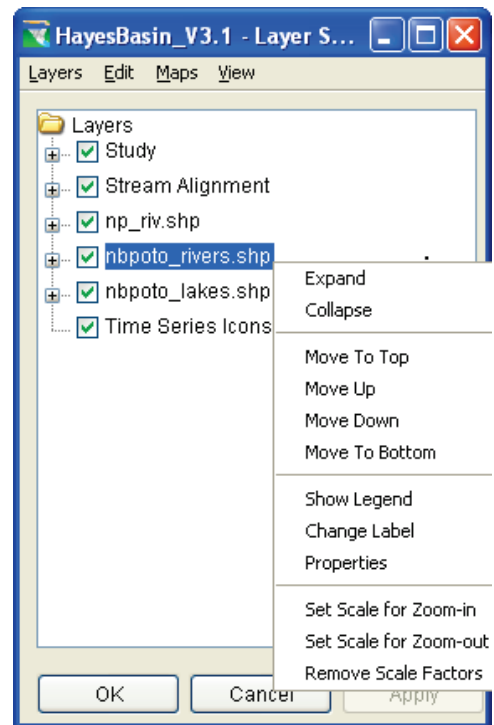 HayesBasin_V3.1 - Layer S...
Layers Edit Maps View
Layers
Study
Stream Alignment
np_riv.shp
nbpoto_rivers.shp
nbpoto_lakes.shp
Time Series Icons
Expand
Collapse
Move To Top
Move Up
Move Down
Move To Bottom
Show Legend
Change Label
Properties
Set Scale for Zoom-in
Set Scale for Zoom-out
Remove Scale Factors
OK Cancel Apply